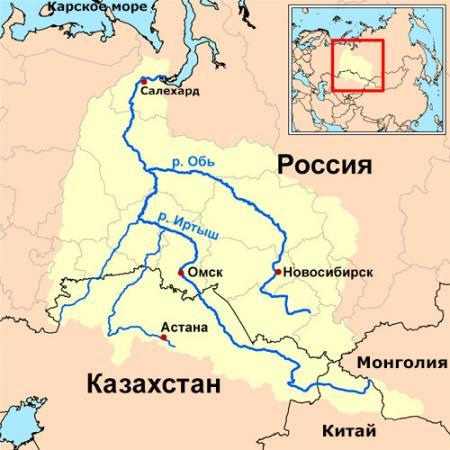 Карское море
Салехард
р. Обь
Россия
р. Иртыш
Омск
Новосибирск
Астана
Монголия
Казахстан
Китай